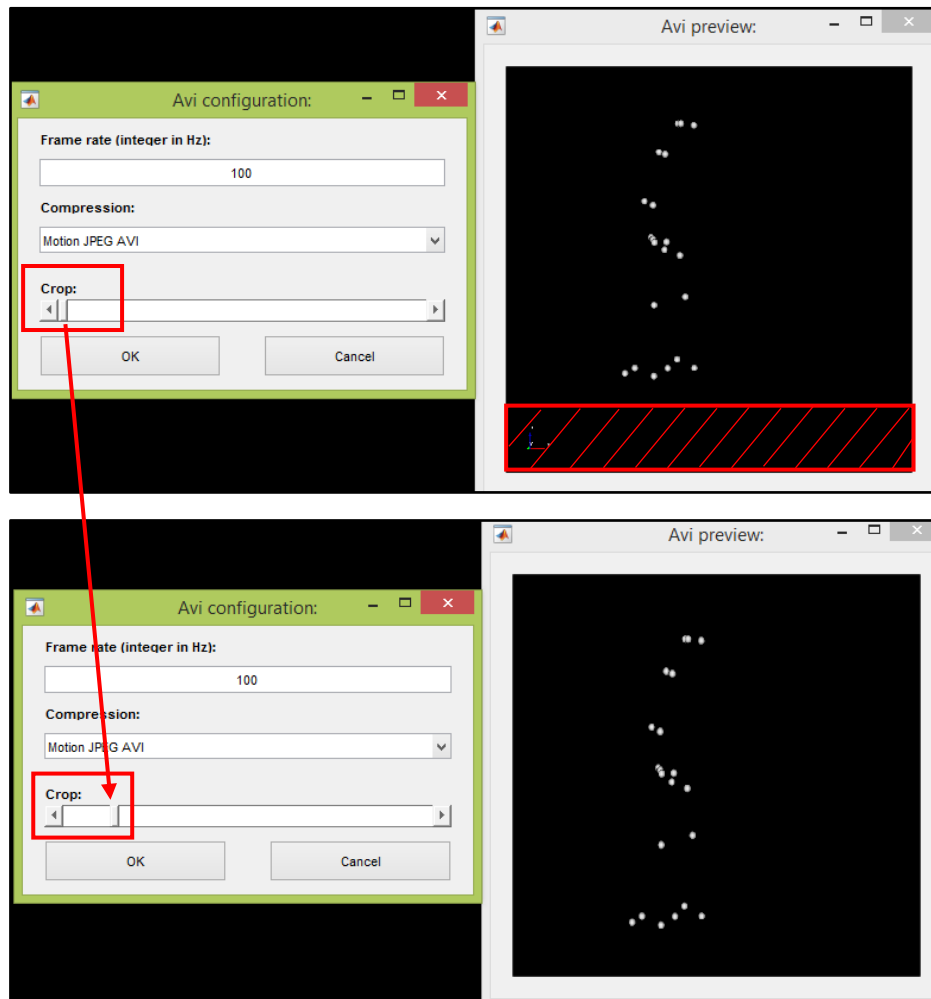 Avi preview:
Avi configuration:
Frame rate (integer in Hz):
100
Compression:
Motion JPEG AVI
Crop:
OK
Cancel
Avi preview:
Avi configuration:
Frame rate (integer in Hz):
100
Compression:
Motion JPEG AVI
Crop:
OK
Cancel